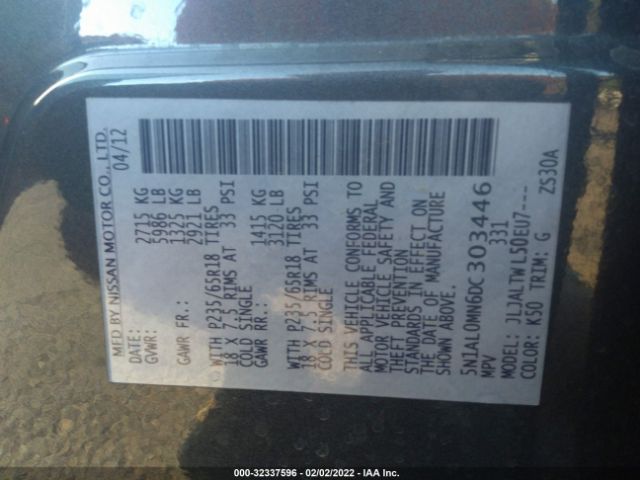 MFD BY NISSAN MOTOR CO., LTD.
DATE: 04/12
GVWR: 2715 KG
5986 LB
GAWR FR.: 1325 KG
2921 LB
WITH P235/65R18 TIRES
18 X 7.5 RIMS AT 33 PSI
COLD SINGLE
GAWR RR.: 1415 KG
3120 LB
WITH P235/65R18 TIRES
18 X 7.5 RIMS AT 33 PSI
COLD SINGLE
THIS VEHICLE CONFORMS TO
ALL APPLICABLE FEDERAL
MOTOR VEHICLE SAFETY AND
THEFT PREVENTION
STANDARDS IN EFFECT ON
THE DATE OF MANUFACTURE
SHOWN ABOVE.
5N1AL0MN6DC303446
MPV 331
MODEL: JLJALTWL50EU7---
COLOR: K50 TRIM: G ZS30A
000-32337596 - 02/02/2022 - IAA Inc.